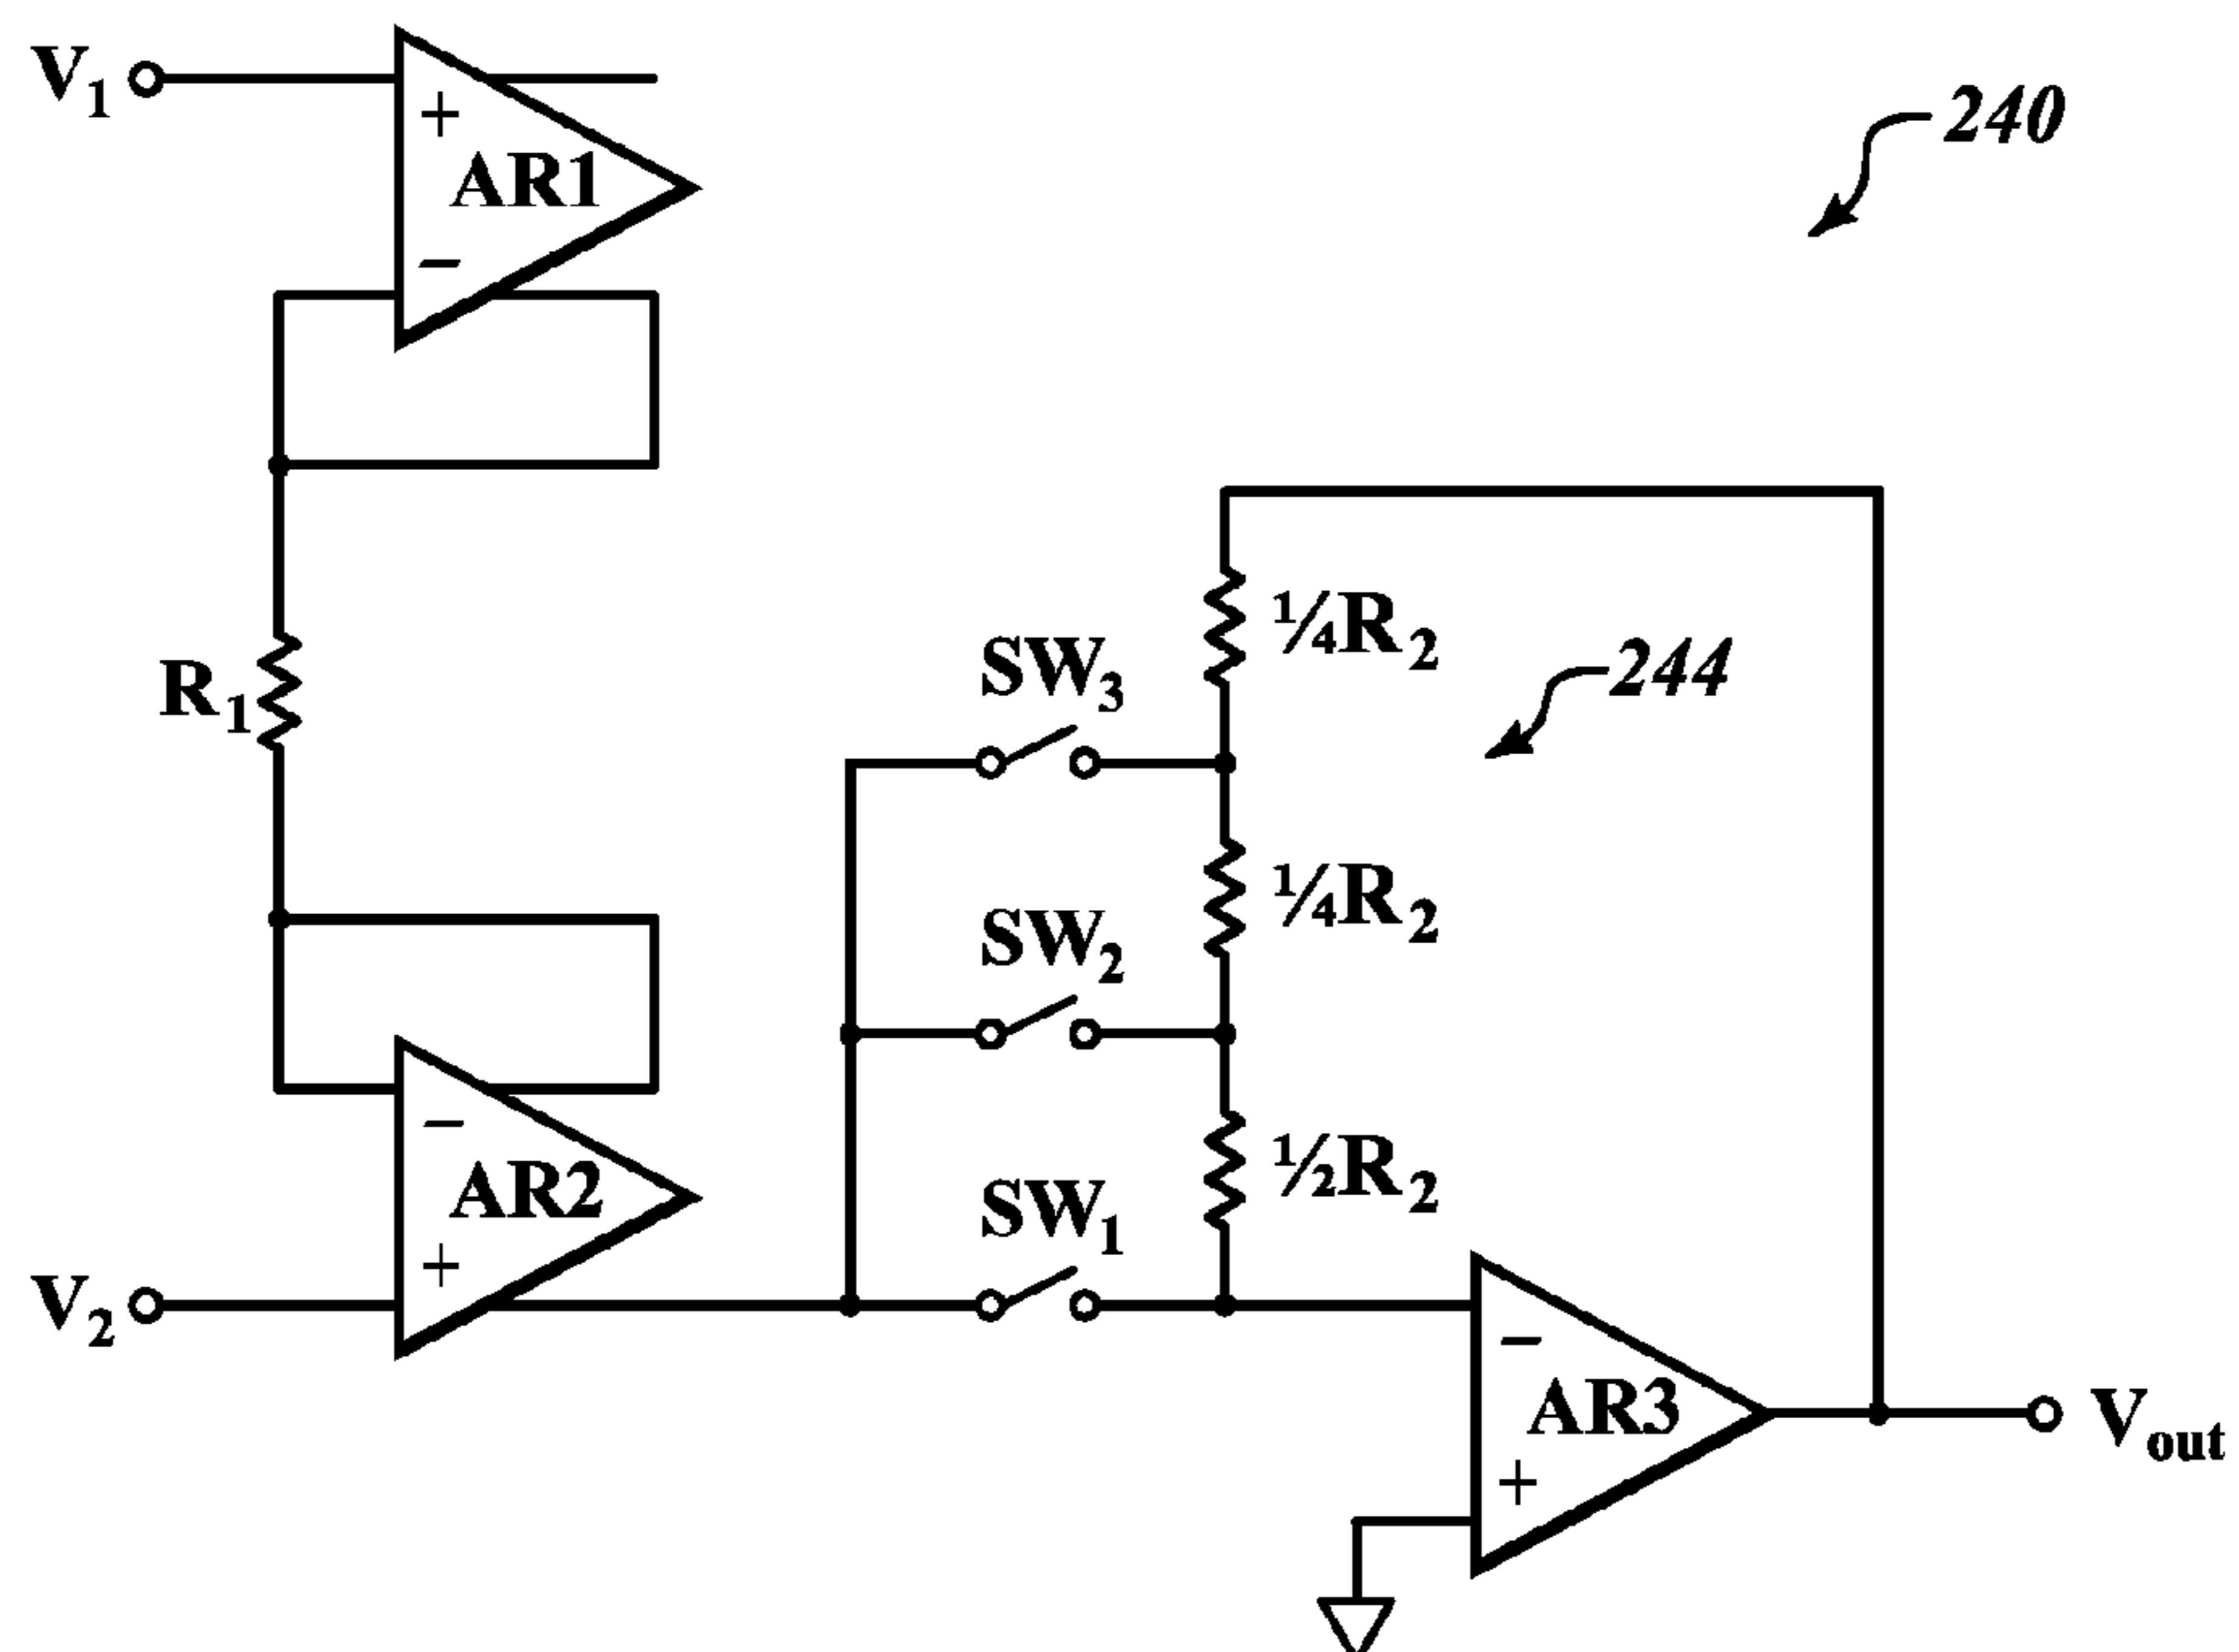 V₁
+
AR1
−
240
R₁
¼R₂
SW₃
244
¼R₂
SW₂
½R₂
SW₁
−
AR2
+
V₂
−
AR3
+
Vout